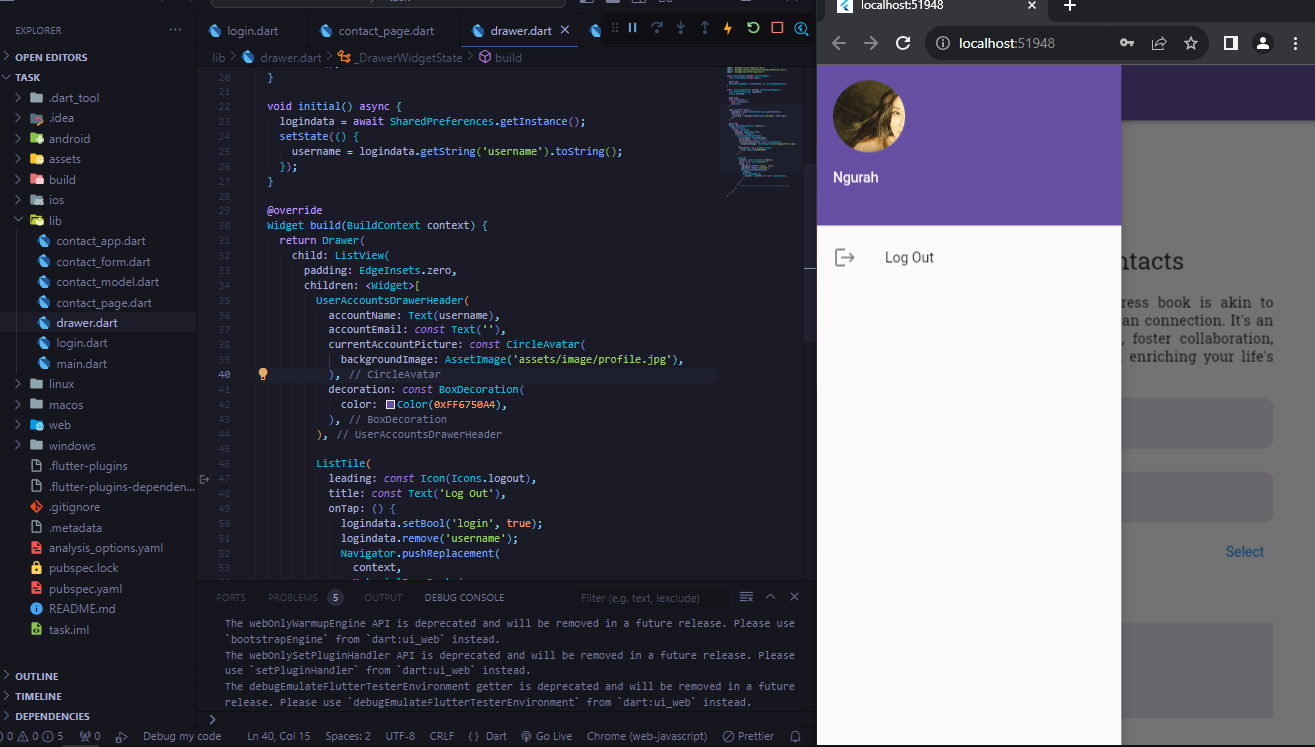 EXPLORER
OPEN EDITORS
TASK
.dart_tool
.idea
android
assets
build
ios
lib
contact_app.dart
contact_form.dart
contact_model.dart
contact_page.dart
drawer.dart
login.dart
main.dart
linux
macos
web
windows
.flutter-plugins
.flutter-plugins-dependen...
.gitignore
.metadata
analysis_options.yaml
pubspec.lock
pubspec.yaml
README.md
task.iml
OUTLINE
TIMELINE
DEPENDENCIES
login.dart
contact_page.dart
drawer.dart
lib > drawer.dart > _DrawerWidgetState > build
20 }
21
22 void initial() async {
23 logindata = await SharedPreferences.getInstance();
24 setState(() {
25 username = logindata.getString('username').toString();
26 });
27 }
28
29 @override
30 Widget build(BuildContext context) {
31 return Drawer(
32 child: ListView(
33 padding: EdgeInsets.zero,
34 children: <Widget>[
35 UserAccountsDrawerHeader(
36 accountName: Text(username),
37 accountEmail: const Text(''),
38 currentAccountPicture: const CircleAvatar(
39 backgroundImage: AssetImage('assets/image/profile.jpg'),
40 ), // CircleAvatar
41 decoration: const BoxDecoration(
42 color: Color(0xFF6750A4),
43 ), // BoxDecoration
44 ), // UserAccountsDrawerHeader
45
46 ListTile(
47 leading: const Icon(Icons.logout),
48 title: const Text('Log Out'),
49 onTap: () {
50 logindata.setBool('login', true);
51 logindata.remove('username');
52 Navigator.pushReplacement(
53 context,
PORTS PROBLEMS 5 OUTPUT DEBUG CONSOLE Filter (e.g. text, !exclude)
The webOnlyWarmupEngine API is deprecated and will be removed in a future release. Please use
`bootstrapEngine` from `dart:ui_web` instead.
The webOnlySetPluginHandler API is deprecated and will be removed in a future release. Please
use `setPluginHandler` from `dart:ui_web` instead.
The debugEmulateFlutterTesterEnvironment getter is deprecated and will be removed in a future
release. Please use `debugEmulateFlutterTesterEnvironment` from `dart:ui_web` instead.
0 0 5 0 Debug my code Ln 40, Col 15 Spaces: 2 UTF-8 CRLF {} Dart Go Live Chrome (web-javascript) Prettier
localhost:51948
localhost:51948
Ngurah
Log Out
ntacts
ress book is akin to
an connection. It's an
, foster collaboration,
enriching your life's
Select